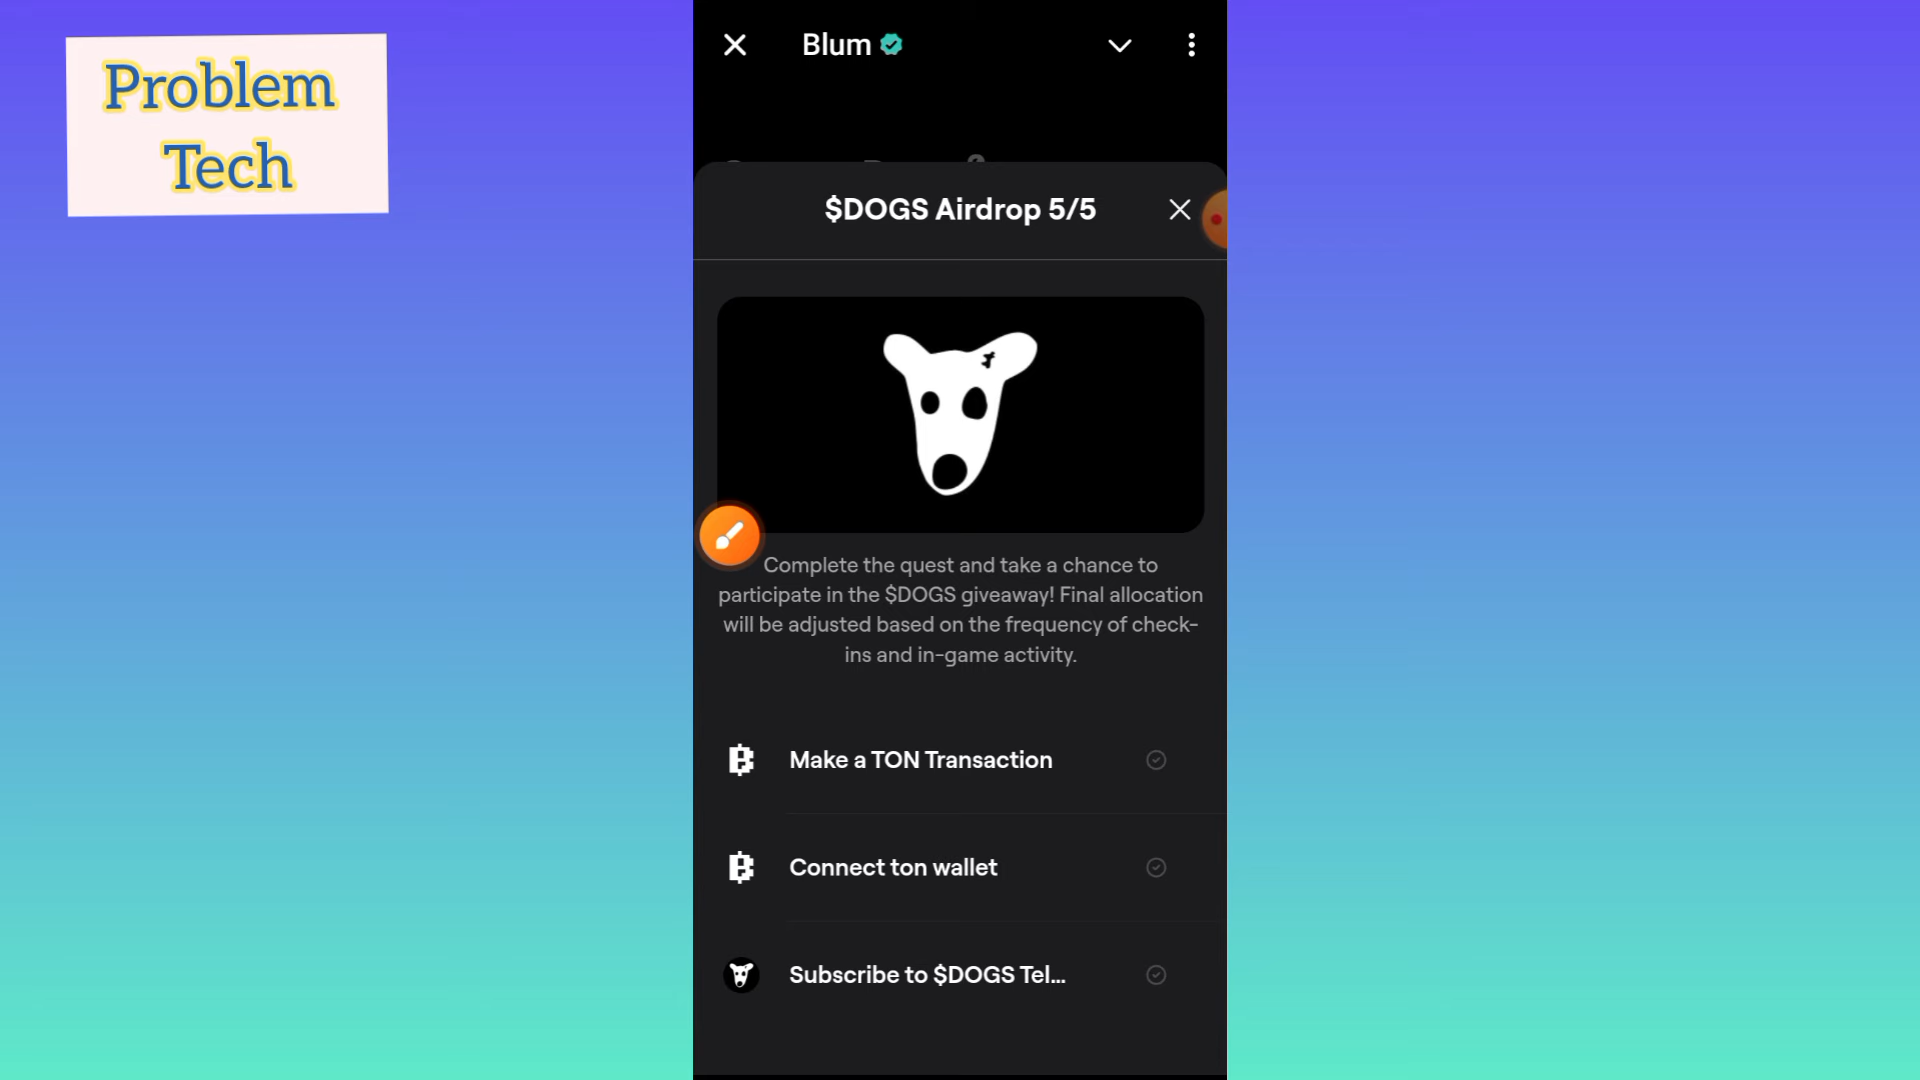 Problem
Tech
Blum
$DOGS Airdrop 5/5
Complete the quest and take a chance to
participate in the $DOGS giveaway! Final allocation
will be adjusted based on the frequency of check-
ins and in-game activity.
Make a TON Transaction
Connect ton wallet
Subscribe to $DOGS Tel...